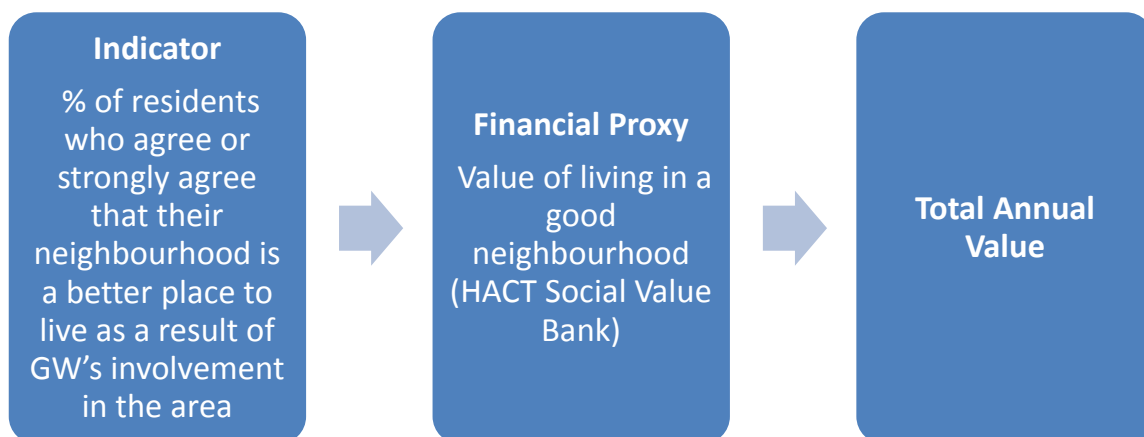 Indicator
% of residents
who agree or
strongly agree
that their
neighbourhood is
a better place to
live as a result of
GW’s involvement
in the area
Financial Proxy
Value of living in a
good
neighbourhood
(HACT Social Value
Bank)
Total Annual
Value